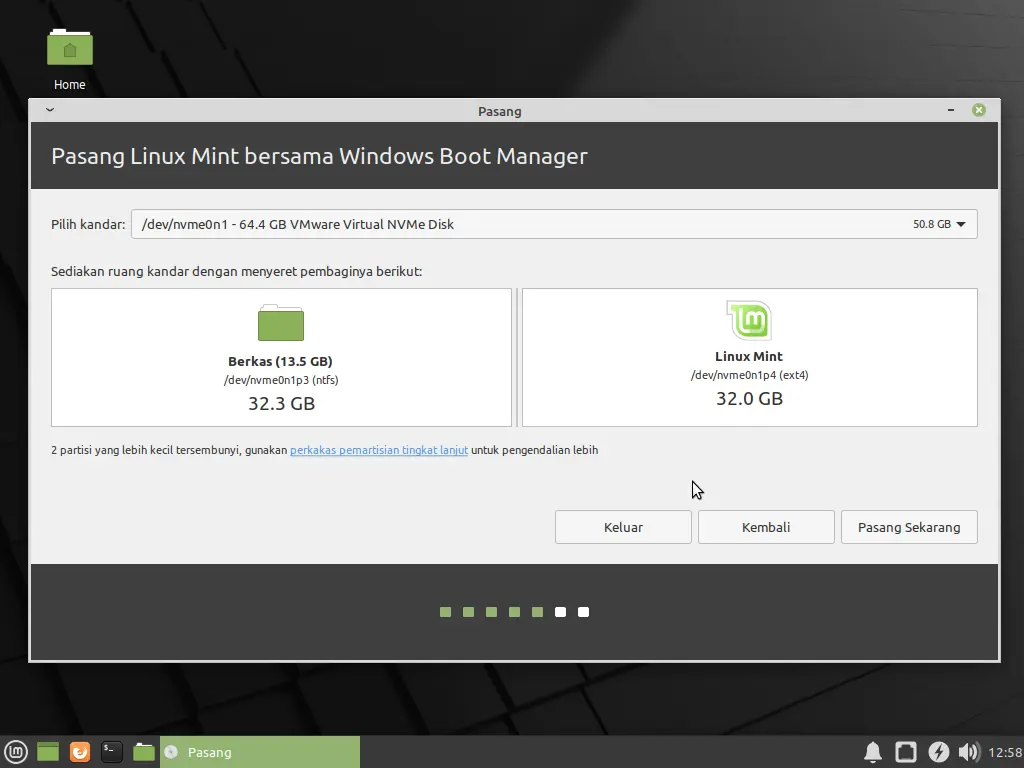 Home
Pasang
Pasang Linux Mint bersama Windows Boot Manager
Pilih kandar:
/dev/nvme0n1 - 64.4 GB VMware Virtual NVMe Disk
50.8 GB
Sediakan ruang kandar dengan menyeret pembaginya berikut:
Berkas (13.5 GB)
/dev/nvme0n1p3 (ntfs)
32.3 GB
Linux Mint
/dev/nvme0n1p4 (ext4)
32.0 GB
2 partisi yang lebih kecil tersembunyi, gunakan perkakas pemartisian tingkat lanjut untuk pengendalian lebih
Keluar
Kembali
Pasang Sekarang
Pasang
12:58